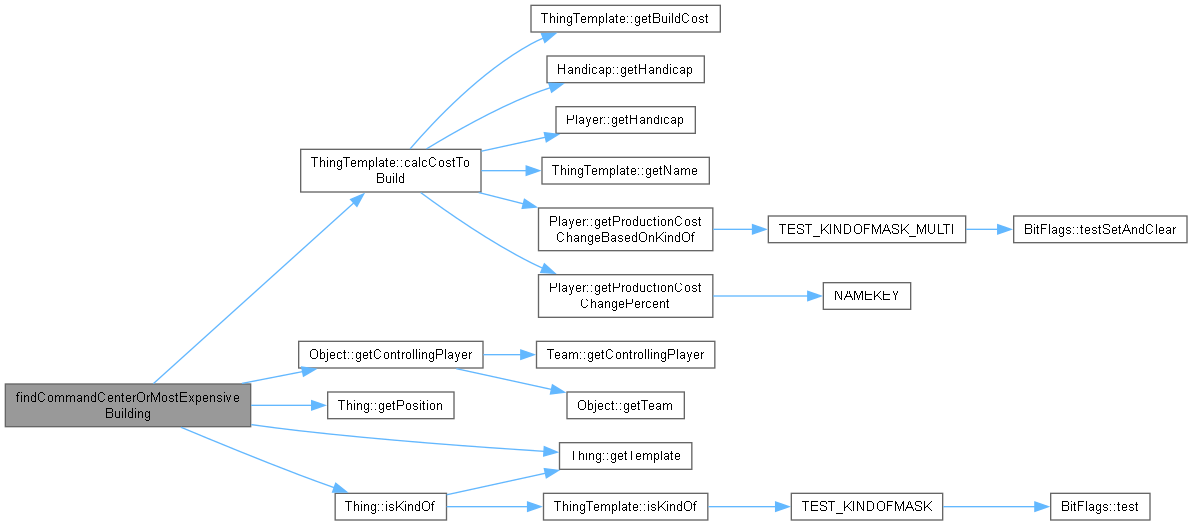 ThingTemplate::getBuildCost
Handicap::getHandicap
Player::getHandicap
ThingTemplate::calcCostTo
Build
ThingTemplate::getName
Player::getProductionCost
ChangeBasedOnKindOf
TEST_KINDOFMASK_MULTI
BitFlags::testSetAndClear
Player::getProductionCost
ChangePercent
NAMEKEY
Object::getControllingPlayer
Team::getControllingPlayer
findCommandCenterOrMostExpensive
Building
Thing::getPosition
Object::getTeam
Thing::getTemplate
Thing::isKindOf
ThingTemplate::isKindOf
TEST_KINDOFMASK
BitFlags::test